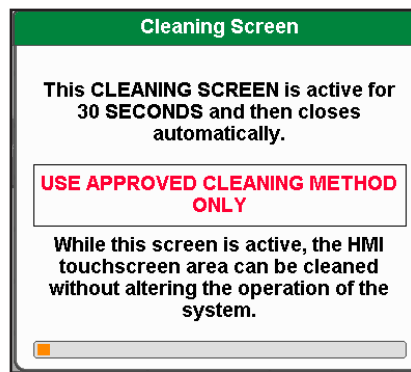 Cleaning Screen
This CLEANING SCREEN is active for
30 SECONDS and then closes
automatically.
USE APPROVED CLEANING METHOD
ONLY
While this screen is active, the HMI
touchscreen area can be cleaned
without altering the operation of the
system.